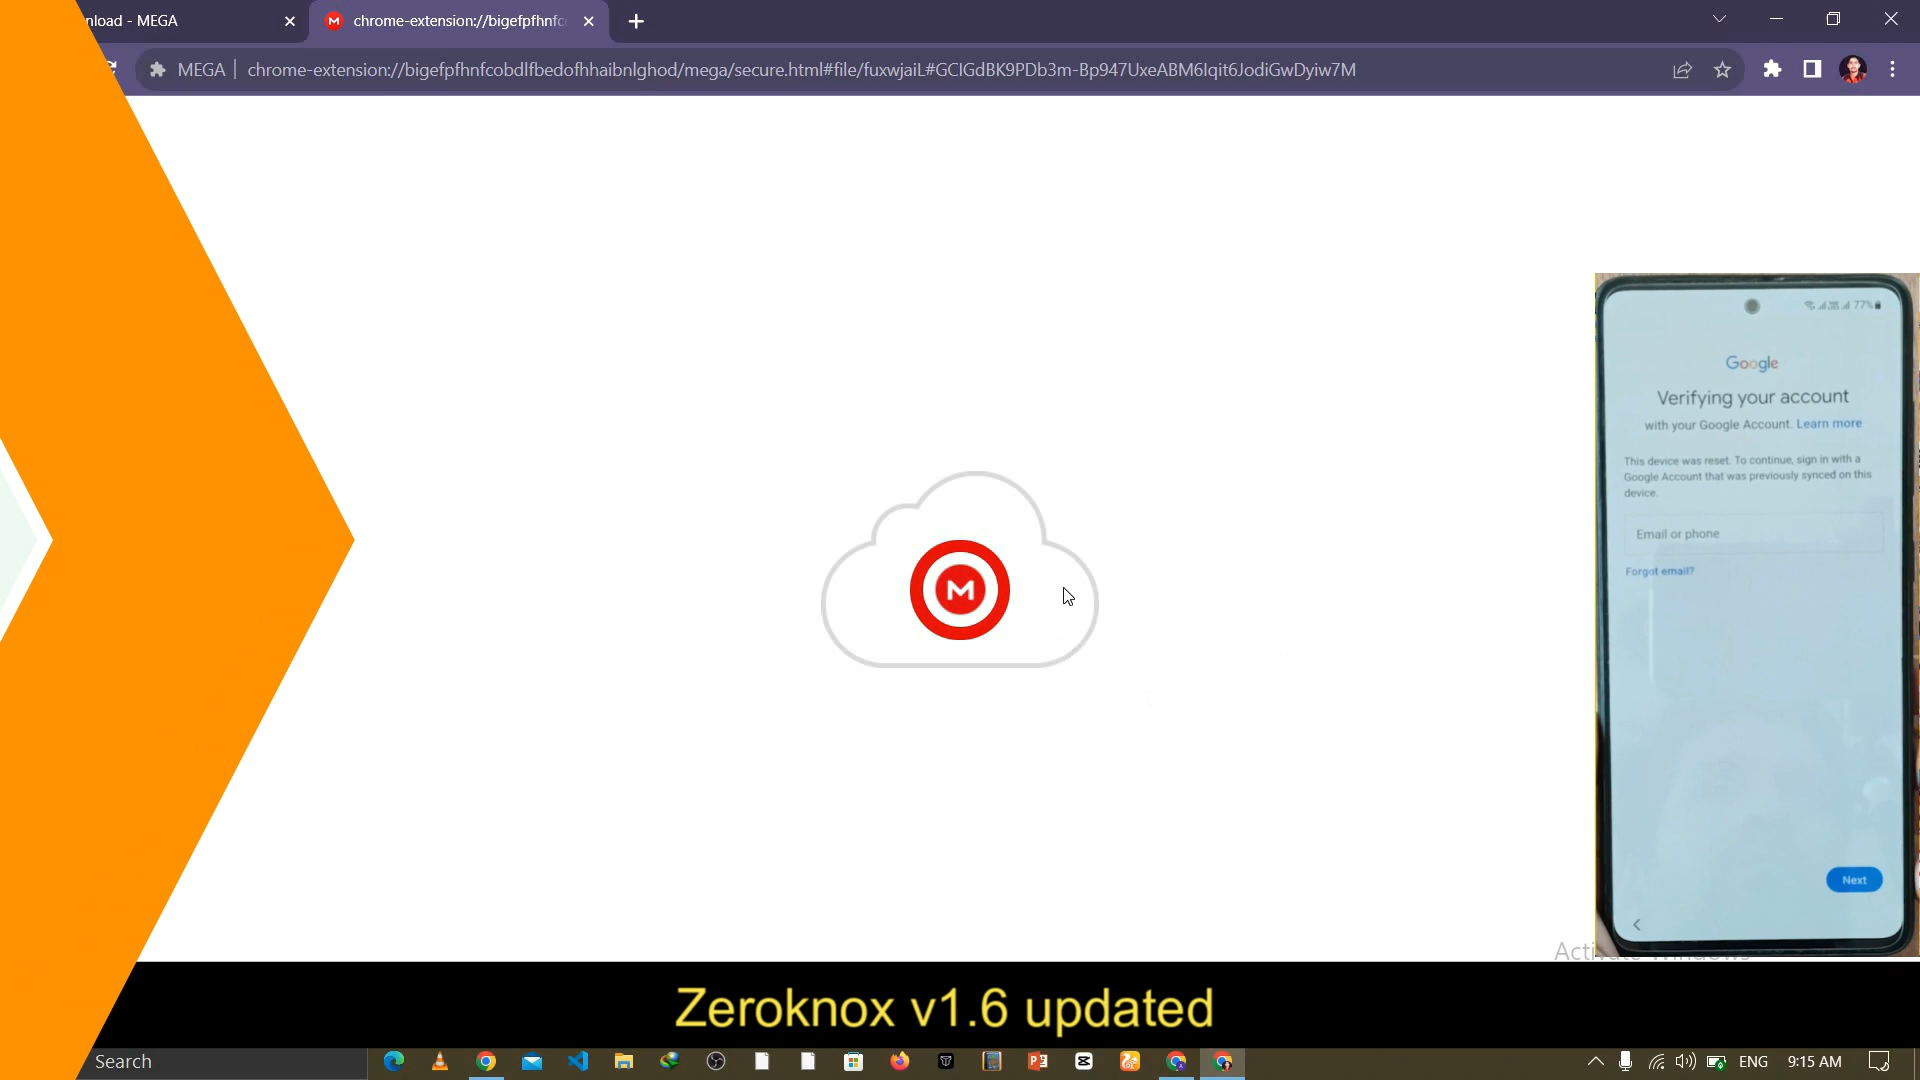 nload - MEGA
chrome-extension://bigefpfhnfc
MEGA
chrome-extension://bigefpfhnfcobdlfbedofhhaibnlghod/mega/secure.html#file/fuxwjaiL#GCIGdBK9PDb3m-Bp947UxeABM6Iqit6JodiGwDyiw7M
M
77%
Google
Verifying your account
with your Google Account. Learn more
This device was reset. To continue, sign in with a
Google Account that was previously synced on this
device.
Email or phone
Forgot email?
Next
Zeroknox v1.6 updated
Search
ENG
9:15 AM